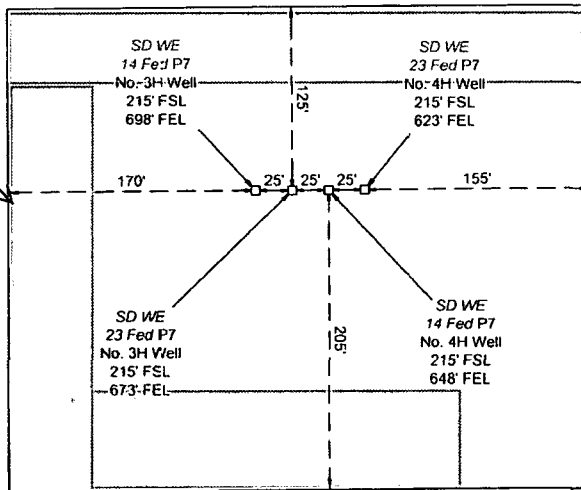 SD WE
14 Fed P7
No. 3H Well
215' FSL
698' FEL
SD WE
23 Fed P7
No. 4H Well
215' FSL
623' FEL
125'
170'
25'
25'
25'
155'
SD WE
23 Fed P7
No. 3H Well
215' FSL
673' FEL
205'
SD WE
14 Fed P7
No. 4H Well
215' FSL
648' FEL